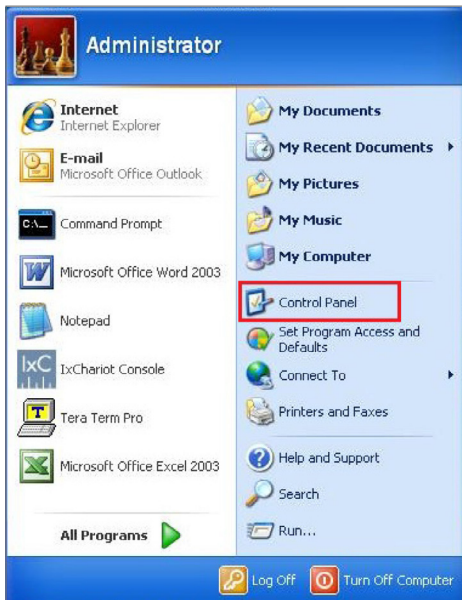 Administrator
Internet
Internet Explorer
E-mail
Microsoft Office Outlook
C:\_ Command Prompt
Microsoft Office Word 2003
Notepad
IxC IxChariot Console
T Tera Term Pro
Microsoft Office Excel 2003
All Programs
My Documents
My Recent Documents
My Pictures
My Music
My Computer
Control Panel
Set Program Access and
Defaults
Connect To
Printers and Faxes
Help and Support
Search
Run...
Log Off
Turn Off Computer